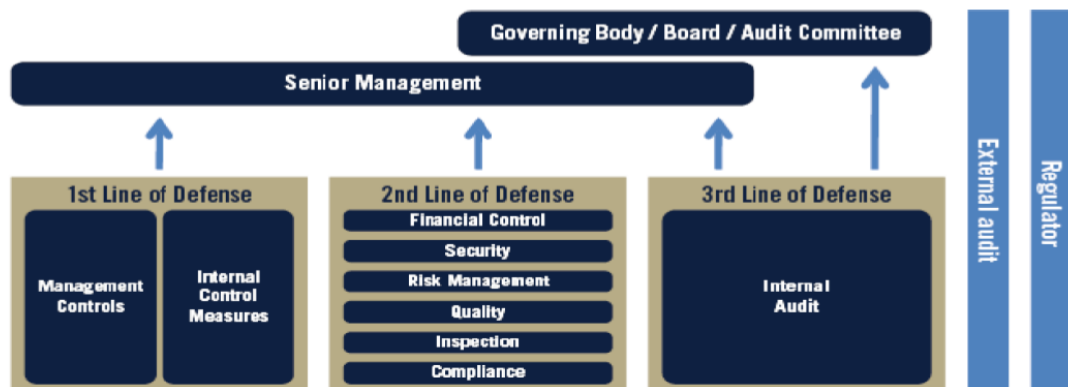 Governing Body / Board / Audit Committee
Senior Management
1st Line of Defense
Management
Controls
Internal
Control
Measures
2nd Line of Defense
Financial Control
Security
Risk Management
Quality
Inspection
Compliance
3rd Line of Defense
Internal
Audit
External audit
Regulator